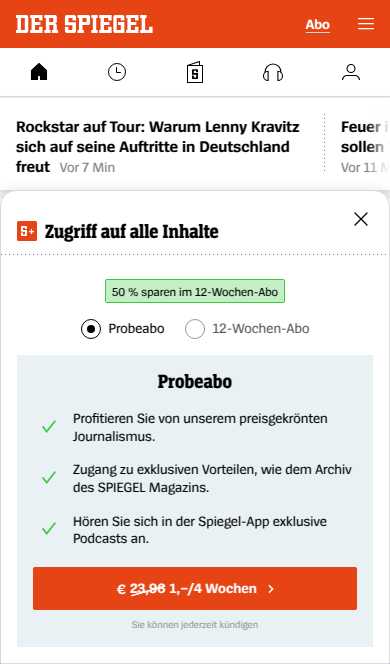 DER SPIEGEL
Abo
Rockstar auf Tour: Warum Lenny Kravitz
sich auf seine Auftritte in Deutschland
freut Vor 7 Min
Feuer i
sollen
Vor 11 M
S+ Zugriff auf alle Inhalte
50 % sparen im 12-Wochen-Abo
Probeabo
12-Wochen-Abo
Probeabo
Profitieren Sie von unserem preisgekrönten
Journalismus.
Zugang zu exklusiven Vorteilen, wie dem Archiv
des SPIEGEL Magazins.
Hören Sie sich in der Spiegel-App exklusive
Podcasts an.
€ 23,96 1,–/4 Wochen
Sie können jederzeit kündigen